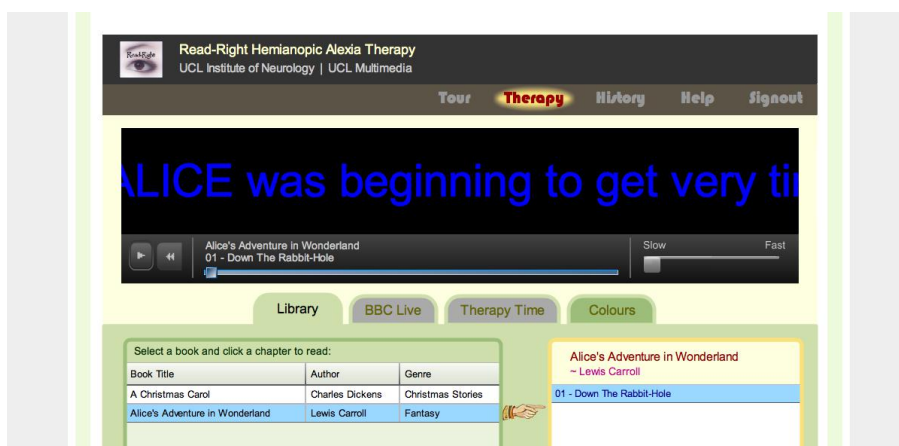 Read-Right
Read-Right Hemianopic Alexia Therapy
UCL Institute of Neurology | UCL Multimedia
Tour Therapy History Help Signout
ALICE was beginning to get very ti
Alice's Adventure in Wonderland
01 - Down The Rabbit-Hole
Slow Fast
Library BBC Live Therapy Time Colours
Select a book and click a chapter to read:
Book Title Author Genre
A Christmas Carol Charles Dickens Christmas Stories
Alice's Adventure in Wonderland Lewis Carroll Fantasy
Alice's Adventure in Wonderland
~ Lewis Carroll
01 - Down The Rabbit-Hole